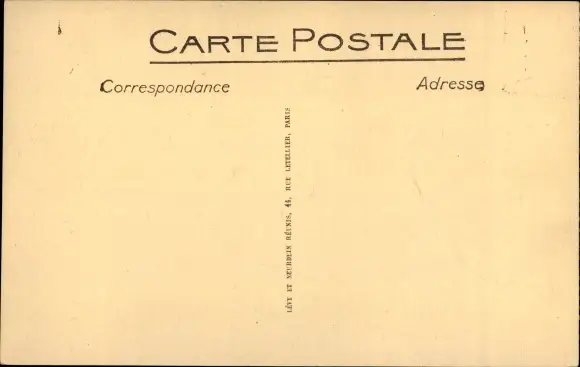 CARTE POSTALE
Correspondance
Adresse
LÉVY ET NEURDEIN RÉUNIS, 44, RUE LETELLIER, PARIS